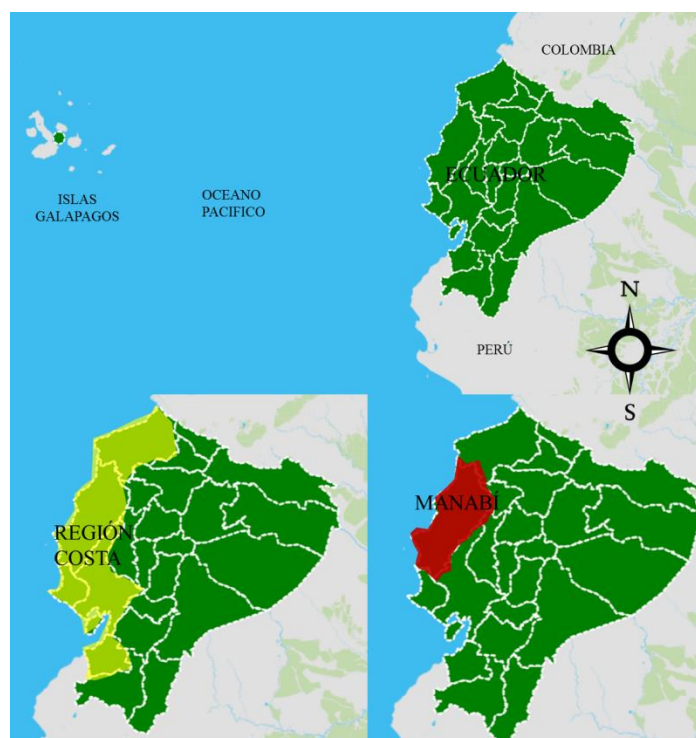 COLOMBIA
ECUADOR
ISLAS
GALAPAGOS
OCEANO
PACIFICO
PERÚ
N
S
REGIÓN
COSTA
MANABÍ